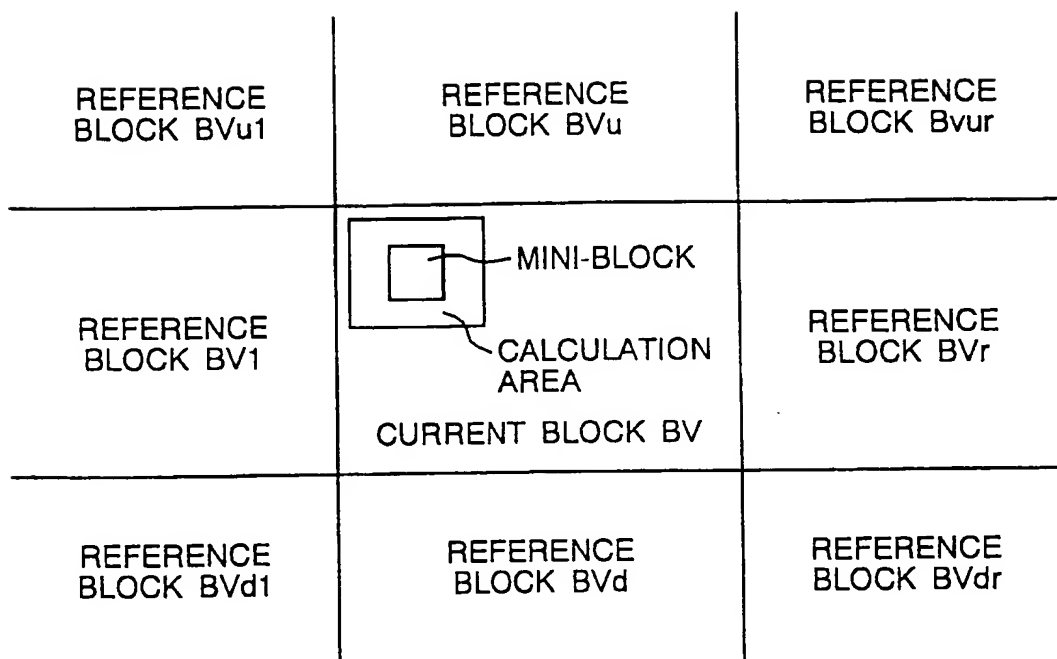 REFERENCE
BLOCK BVu1
REFERENCE
BLOCK BVu
REFERENCE
BLOCK Bvur
REFERENCE
BLOCK BV1
MINI-BLOCK
CALCULATION
AREA
CURRENT BLOCK BV
REFERENCE
BLOCK BVr
REFERENCE
BLOCK BVd1
REFERENCE
BLOCK BVd
REFERENCE
BLOCK BVdr